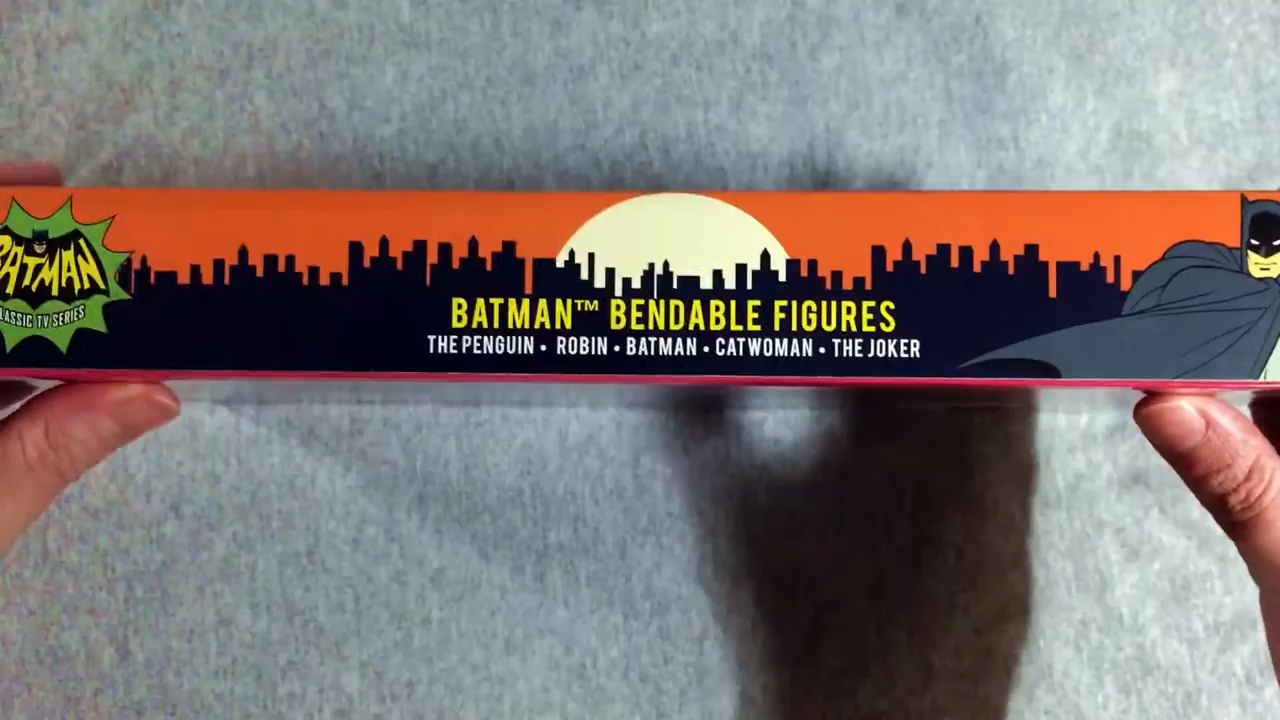 BATMAN
CLASSIC TV SERIES
BATMAN™ BENDABLE FIGURES
THE PENGUIN • ROBIN • BATMAN • CATWOMAN • THE JOKER